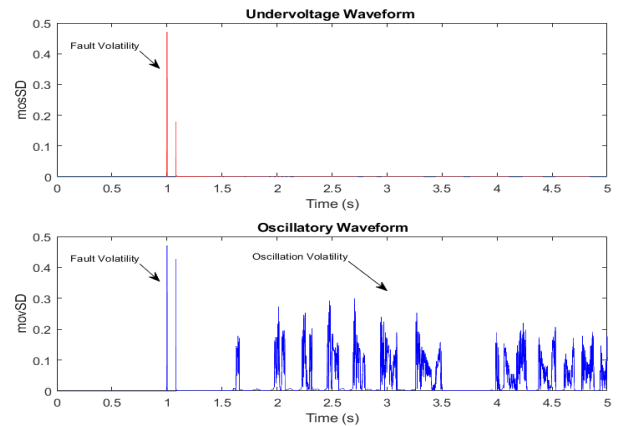 Undervoltage Waveform
0.5
Fault Volatility
0.4
0.3
mosSD
0.2
0.1
0
0 0.5 1 1.5 2 2.5 3 3.5 4 4.5 5
Time (s)
Oscillatory Waveform
0.5
Fault Volatility
Oscillation Volatility
0.4
0.3
movSD
0.2
0.1
0
0 0.5 1 1.5 2 2.5 3 3.5 4 4.5 5
Time (s)